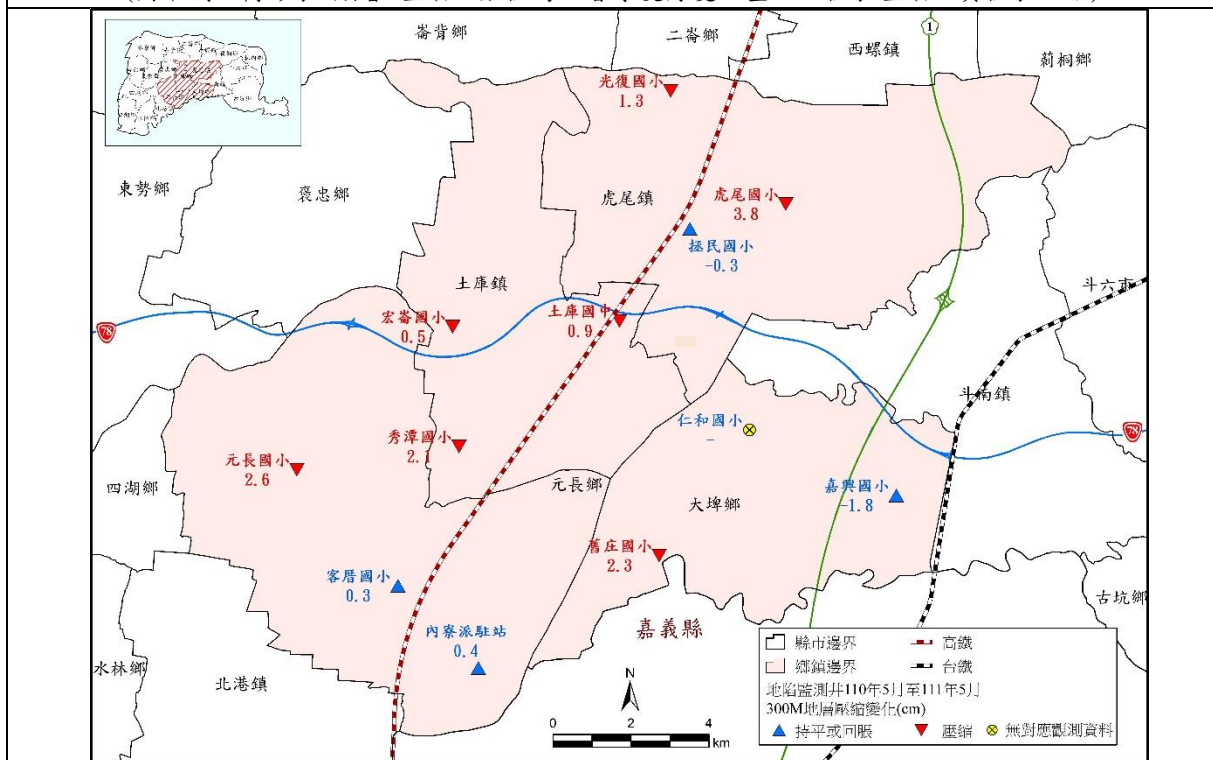 崙背鄉
二崙鄉
西螺鎮
莿桐鄉
1
光復國小
1.3
東勢鄉
褒忠鄉
虎尾鎮
虎尾國小
3.8
拯民國小
-0.3
土庫鎮
斗六市
78
宏崙國小
0.5
土庫國中
0.9
斗南鎮
仁和國小
-
78
秀潭國小
2.1
元長國小
2.6
四湖鄉
元長鄉
大埤鄉
嘉興國小
-1.8
舊庄國小
2.3
客厝國小
0.3
古坑鄉
內寮派駐站
0.4
嘉義縣
水林鄉
北港鎮
N
0 2 4
km
縣市邊界 高鐵
鄉鎮邊界 台鐵
地陷監測井110年5月至111年5月
300M地層壓縮變化(cm)
持平或回脹 壓縮 無對應觀測資料